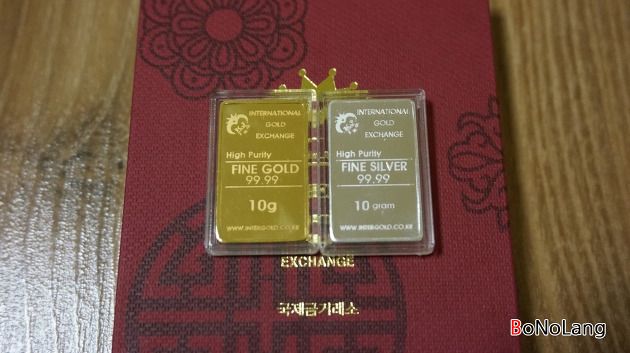 INTERNATIONAL
GOLD
EXCHANGE
High Purity
FINE GOLD
99.99
10g
WWW.INTERGOLD.CO.KR
INTERNATIONAL
GOLD
EXCHANGE
High Purity
FINE SILVER
99.99
10 gram
WWW.INTERGOLD.CO.KR
EXCHANGE
국제금거래소
BoNoLang